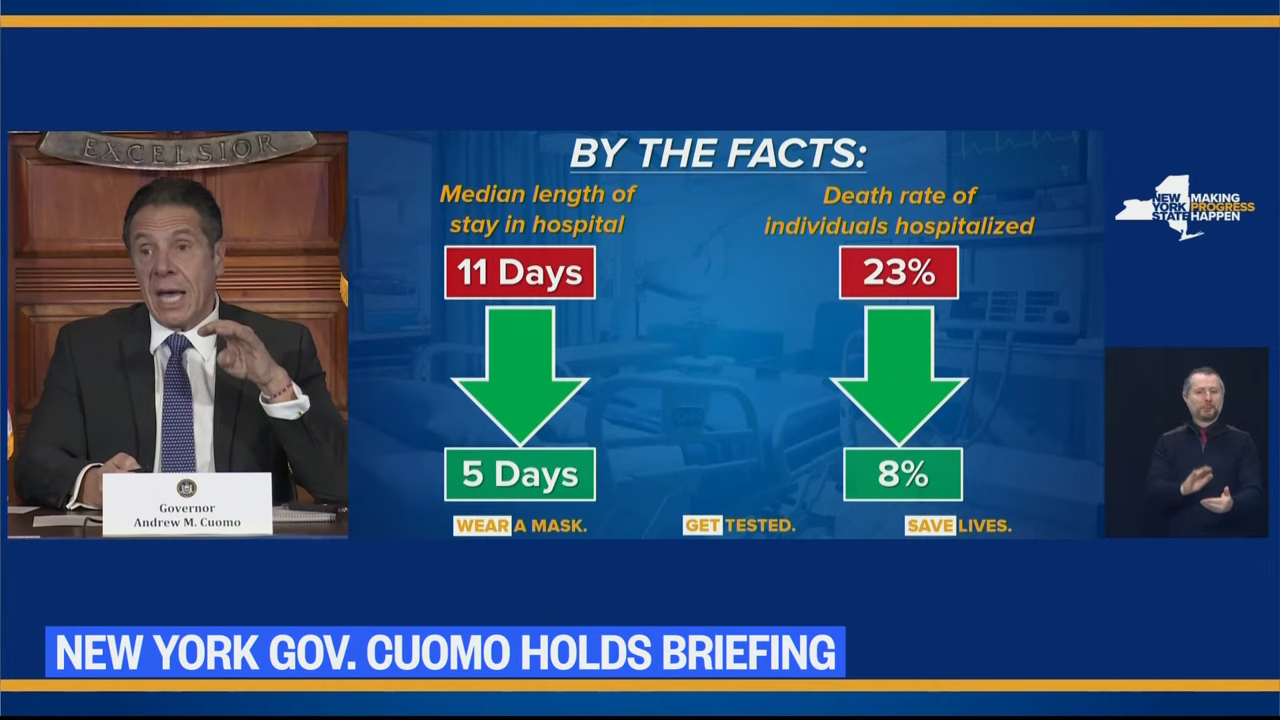 EXCELSIOR
BY THE FACTS:
Median length of
stay in hospital
11 Days
5 Days
Death rate of
individuals hospitalized
23%
8%
WEAR A MASK.
GET TESTED.
SAVE LIVES.
Governor
Andrew M. Cuomo
NEW YORK STATE
MAKING
PROGRESS
HAPPEN
NEW YORK GOV. CUOMO HOLDS BRIEFING